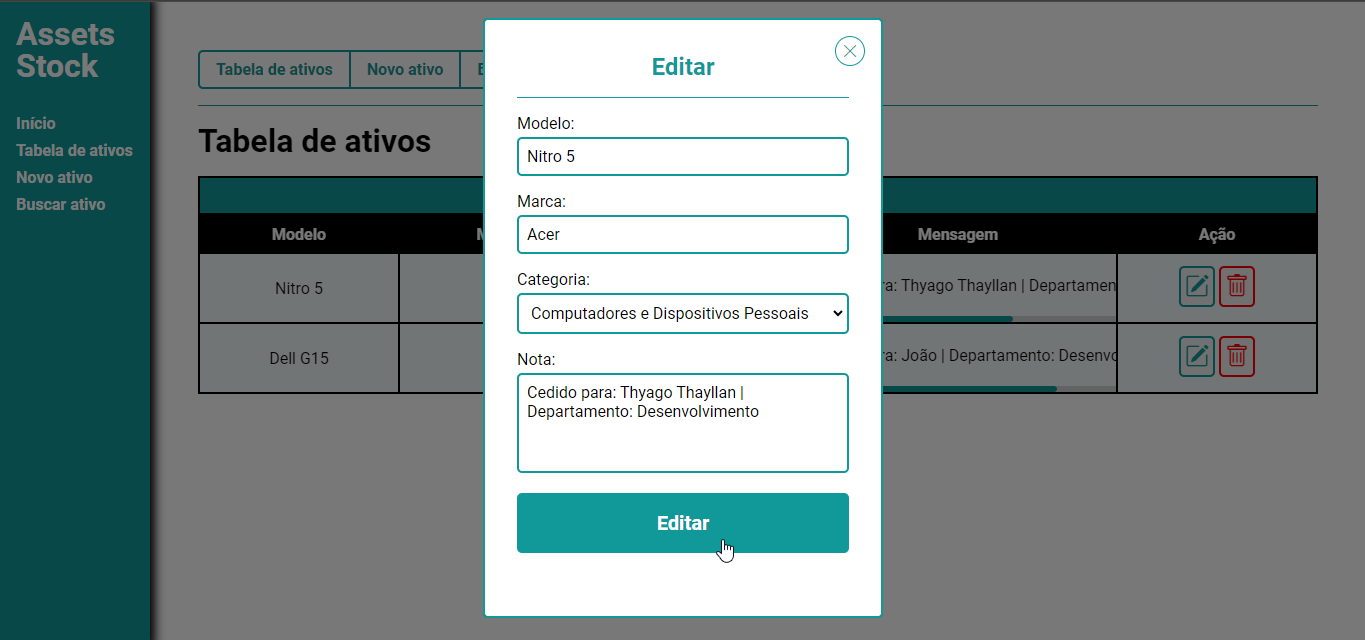 Assets
Stock
Início
Tabela de ativos
Novo ativo
Buscar ativo
Tabela de ativos
Novo ativo
Tabela de ativos
Modelo
Mensagem
Ação
Nitro 5
Thyago Thayllan | Departamen
Dell G15
João | Departamento: Desenvo
Editar
Modelo:
Nitro 5
Marca:
Acer
Categoria:
Computadores e Dispositivos Pessoais
Nota:
Cedido para: Thyago Thayllan |
Departamento: Desenvolvimento
Editar